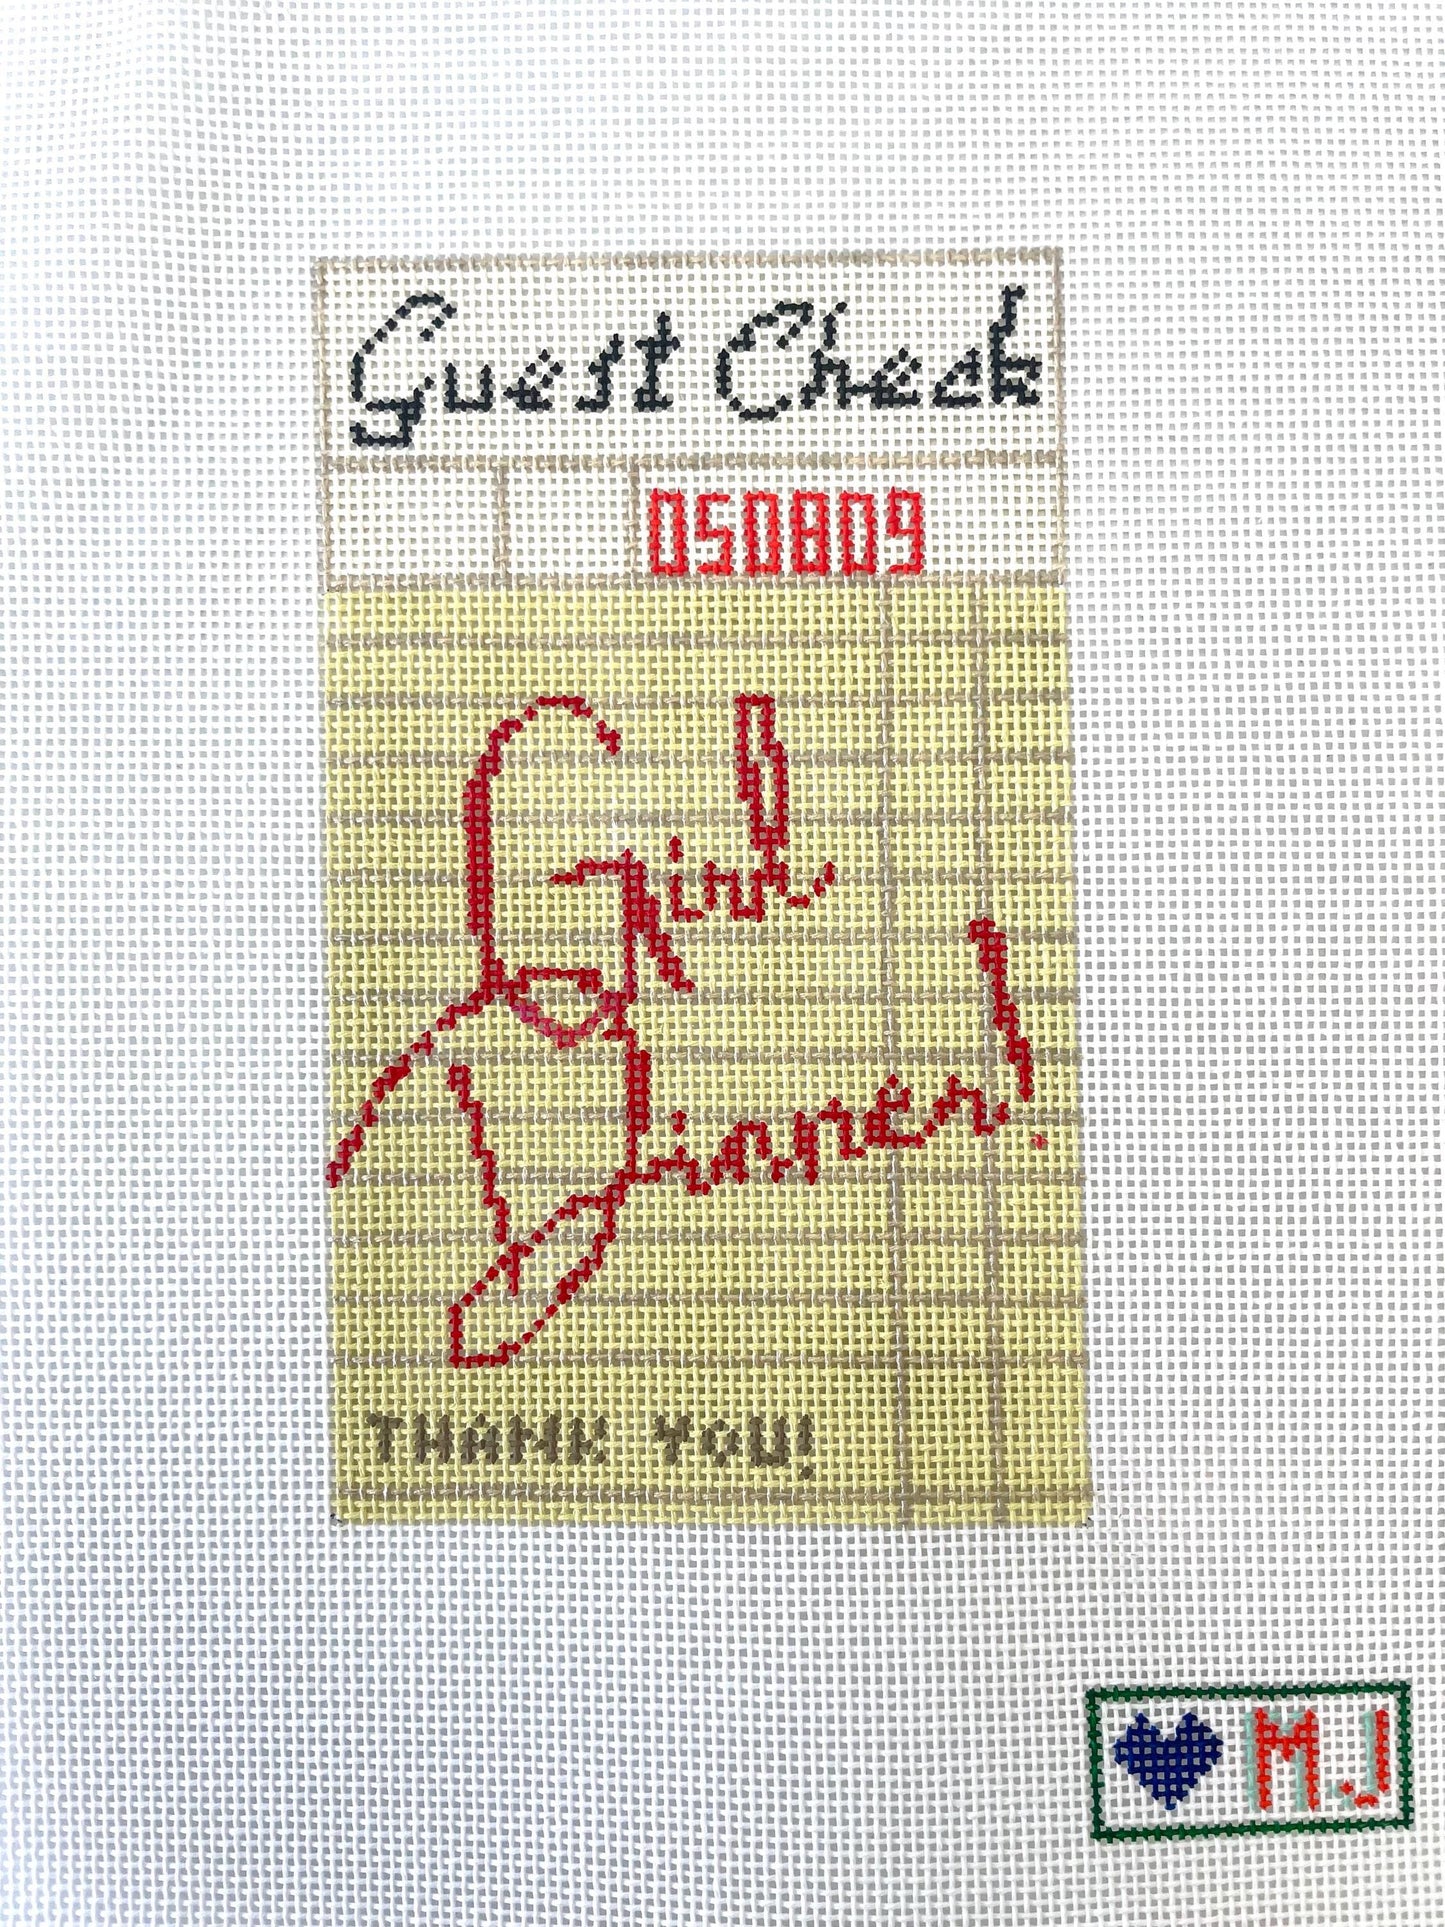 Guest Check
050809
Girl
Dinner!
THANK YOU!
MJ